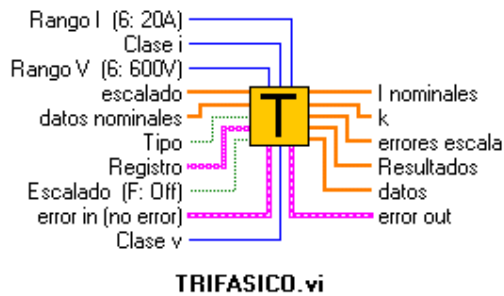 Rango I (6: 20A)
Clase i
Rango V (6: 600V)
escalado
datos nominales
Tipo
Registro
Escalado (F: Off)
error in (no error)
Clase v
T
I nominales
k
errores escala
Resultados
datos
error out
TRIFASICO.vi